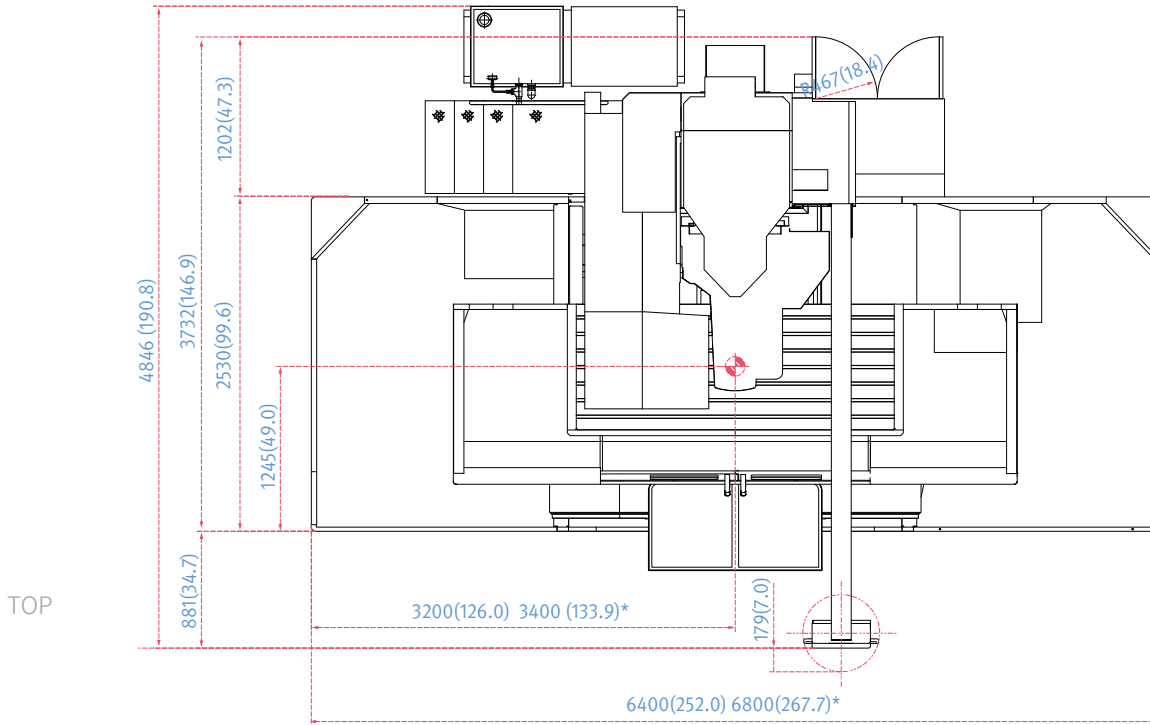 R467(18.4)
1202(47.3)
4846 (190.8)
3732(146.9)
2530(99.6)
1245(49.0)
881(34.7)
TOP
3200(126.0) 3400 (133.9)*
179(7.0)
6400(252.0) 6800(267.7)*